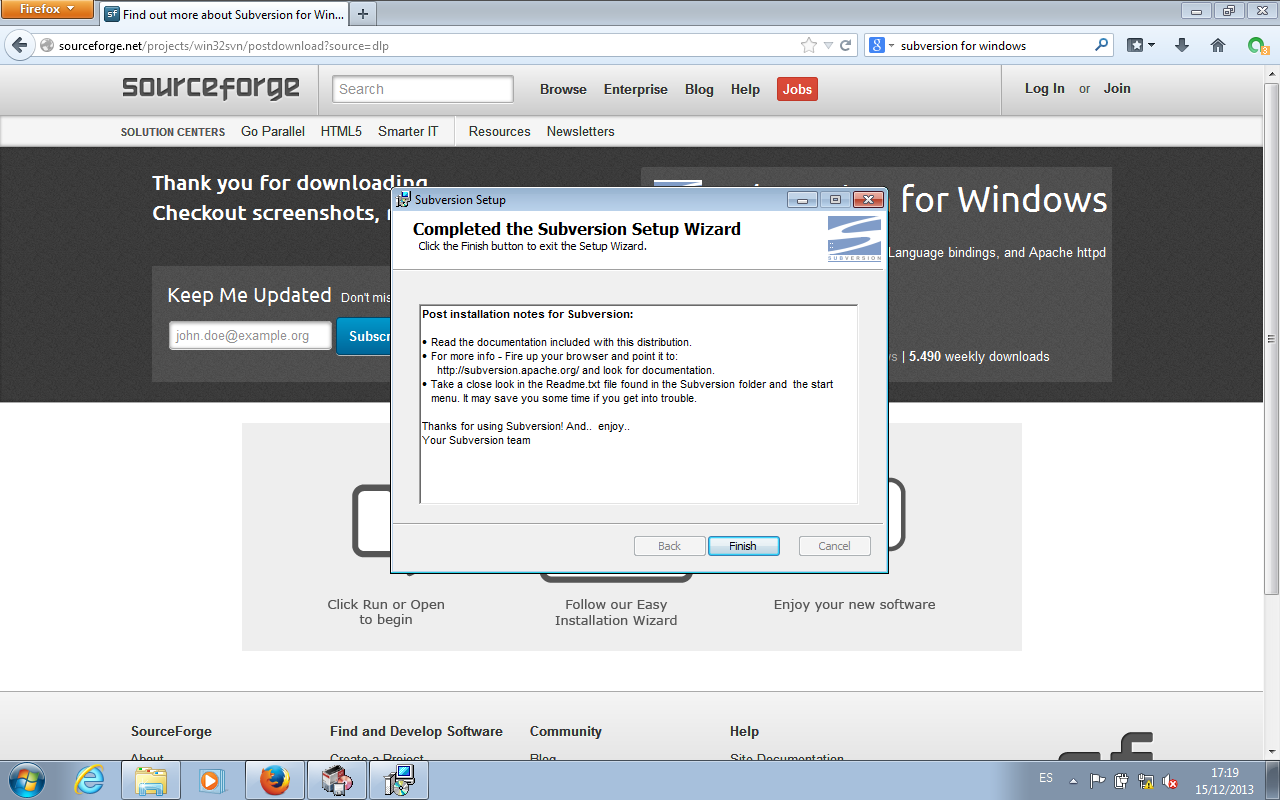 Firefox
Find out more about Subversion for Win...
sourceforge.net/projects/win32svn/postdownload?source=dlp
subversion for windows
sourceforge
Search
Browse
Enterprise
Blog
Help
Jobs
Log In or Join
SOLUTION CENTERS
Go Parallel
HTML5
Smarter IT
Resources
Newsletters
Thank you for downloading
Checkout screenshots,
for Windows
Language bindings, and Apache httpd
Keep Me Updated
Don't mis
john.doe@example.org
Subscr
| 5.490 weekly downloads
Subversion Setup
Completed the Subversion Setup Wizard
Click the Finish button to exit the Setup Wizard.
SUBVERSION
Post installation notes for Subversion:
• Read the documentation included with this distribution.
• For more info - Fire up your browser and point it to:
http://subversion.apache.org/ and look for documentation.
• Take a close look in the Readme.txt file found in the Subversion folder and the start
menu. It may save you some time if you get into trouble.
Thanks for using Subversion! And.. enjoy..
Your Subversion team
Back
Finish
Cancel
Click Run or Open
to begin
Follow our Easy
Installation Wizard
Enjoy your new software
SourceForge
Find and Develop Software
Community
Help
About
Create a Project
Blog
Site Documentation
sf
ES
17:19
15/12/2013